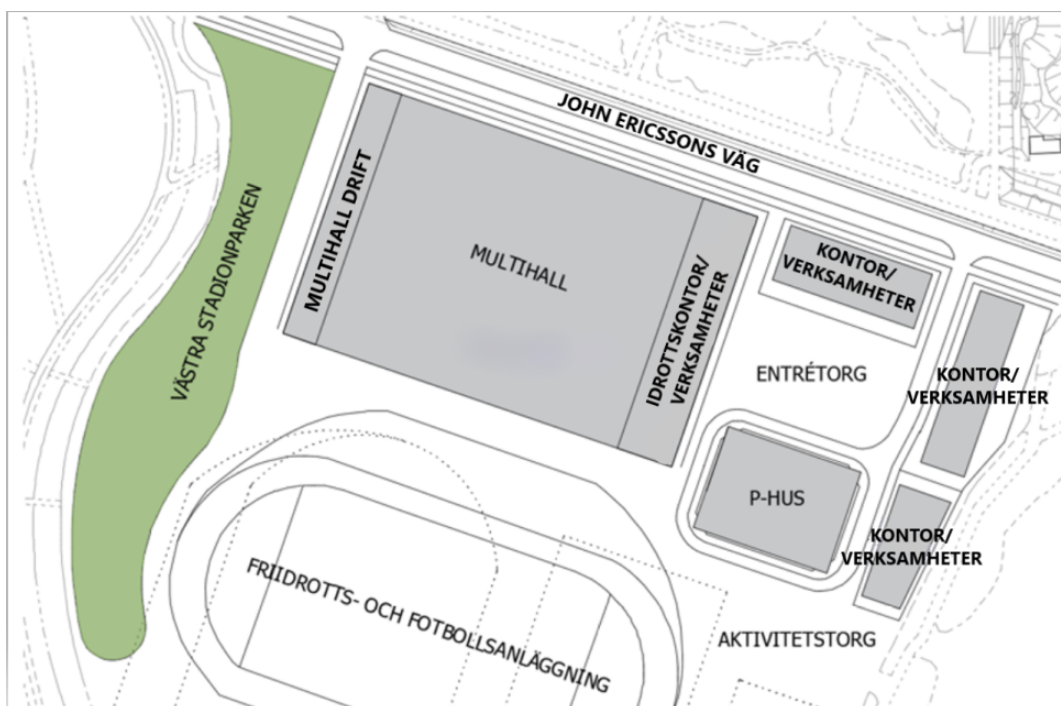 JOHN ERICSSONS VÄG
MULTIHALL DRIFT
VÄSTRA STADIONPARKEN
MULTIHALL
IDROTTSKONTOR/
VERKSAMHETER
KONTOR/
VERKSAMHETER
ENTRÉTORG
KONTOR/
VERKSAMHETER
P-HUS
KONTOR/
VERKSAMHETER
FRIIDROTTS- OCH FOTBOLLSANLÄGGNING
AKTIVITETSTORG